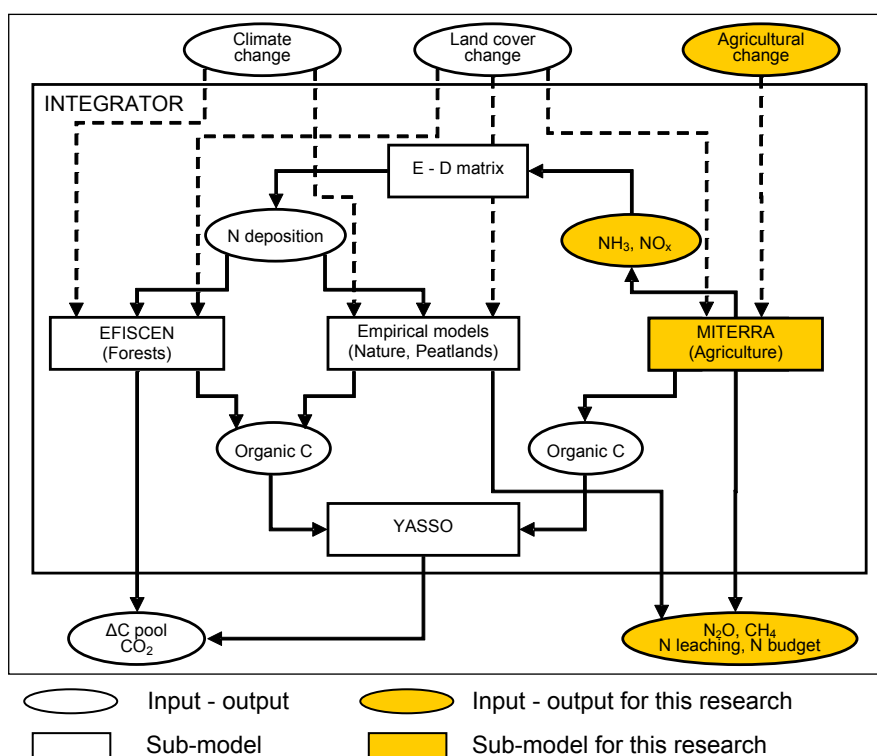 Climate
change
Land cover
change
Agricultural
change
INTEGRATOR
E - D matrix
N deposition
NH₃, NOₓ
EFISCEN
(Forests)
Empirical models
(Nature, Peatlands)
MITERRA
(Agriculture)
Organic C
Organic C
YASSO
ΔC pool
CO₂
N₂O, CH₄
N leaching, N budget
Input - output
Input - output for this research
Sub-model
Sub-model for this research